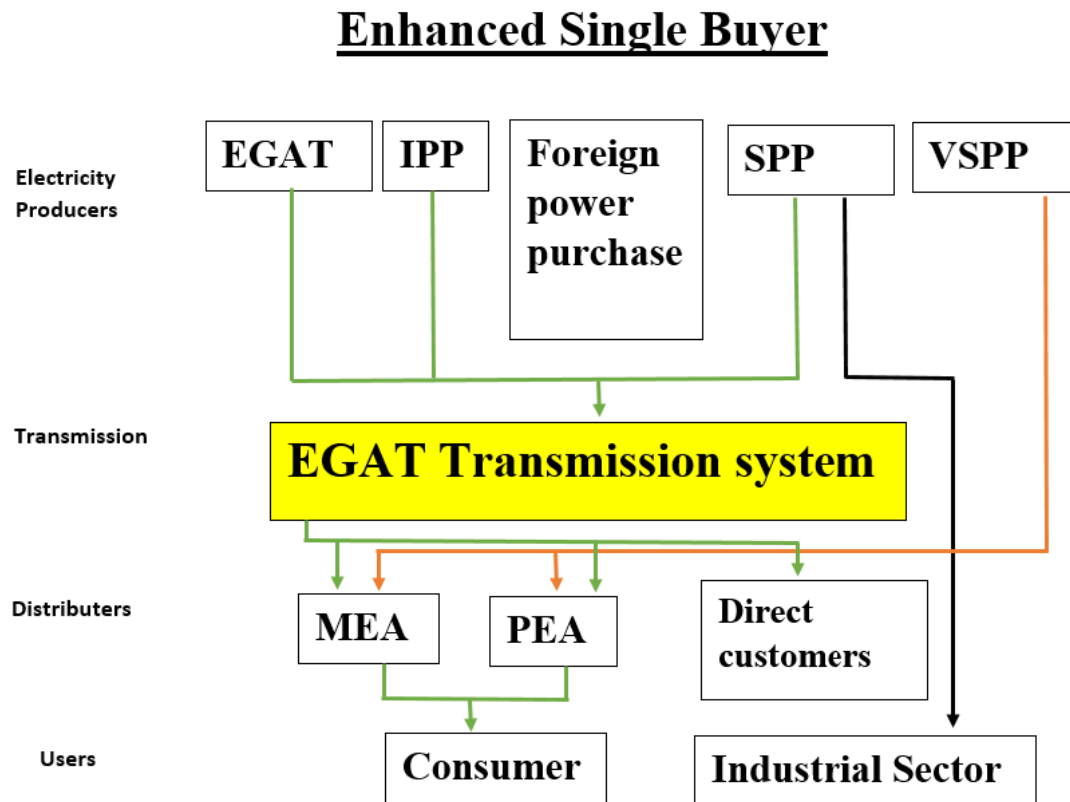 Enhanced Single Buyer
Electricity
Producers
EGAT
IPP
Foreign
power
purchase
SPP
VSPP
Transmission
EGAT Transmission system
Distributers
MEA
PEA
Direct
customers
Users
Consumer
Industrial Sector